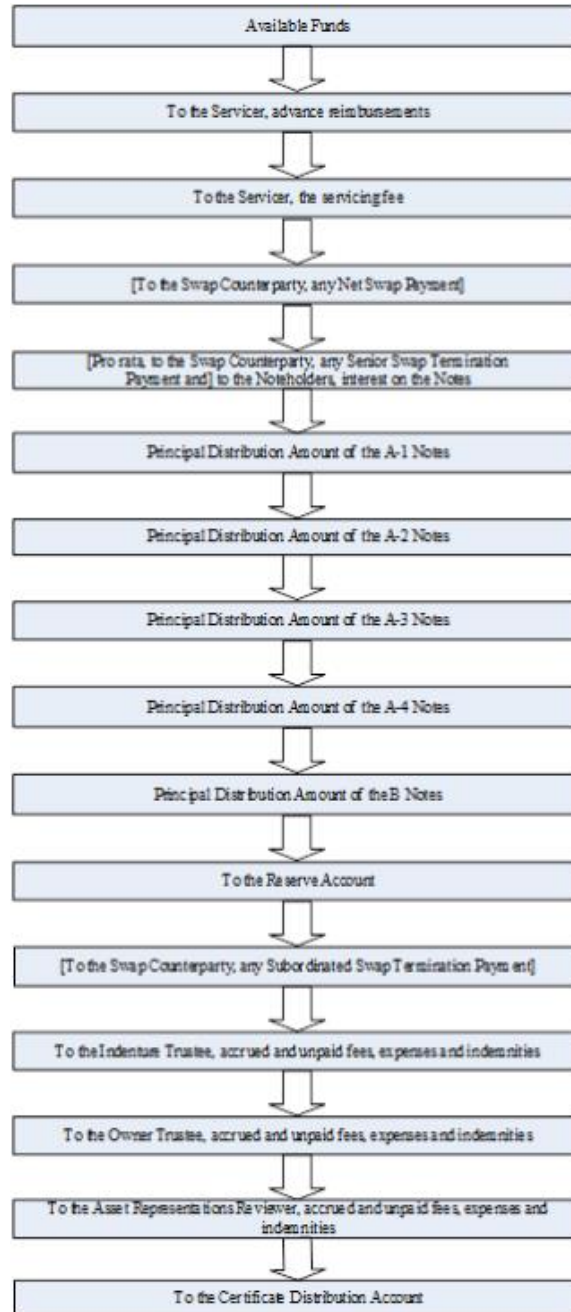 Available Funds
To the Servicer, advance reimbursements
To the Servicer, the servicing fee
[To the Swap Counterparty, any Net Swap Payment]
[Pro rata, to the Swap Counterparty, any Senior Swap Termination
Payment and] to the Noteholders, interest on the Notes
Principal Distribution Amount of the A-1 Notes
Principal Distribution Amount of the A-2 Notes
Principal Distribution Amount of the A-3 Notes
Principal Distribution Amount of the A-4 Notes
Principal Distribution Amount of the B Notes
To the Reserve Account
[To the Swap Counterparty, any Subordinated Swap Termination Payment]
To the Indenture Trustee, accrued and unpaid fees, expenses and indemnities
To the Owner Trustee, accrued and unpaid fees, expenses and indemnities
To the Asset Representations Reviewer, accrued and unpaid fees, expenses and
indemnities
To the Certificate Distribution Account